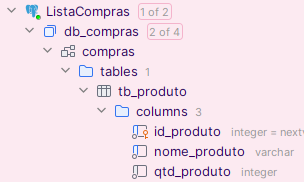 ListaCompras 1 of 2
db_compras 2 of 4
compras
tables 1
tb_produto
columns 3
id_produto integer = nextv
nome_produto varchar
qtd_produto integer